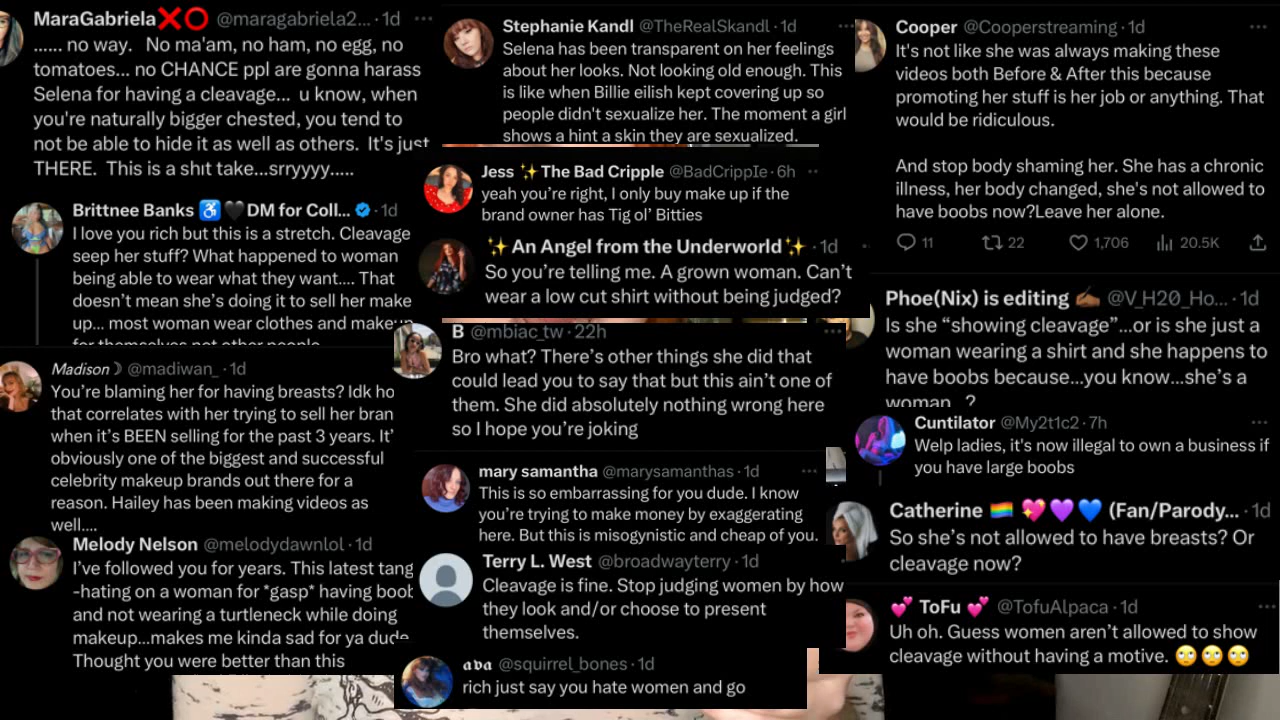 MaraGabriela❌⭕ @maragabriela2... · 1d ···
...... no way. No ma'am, no ham, no egg, no
tomatoes... no CHANCE ppl are gonna harass
Selena for having a cleavage... u know, when
you're naturally bigger chested, you tend to
not be able to hide it as well as others. It's just
THERE. This is a shıt take...srryyyy.....
Brittnee Banks ♿🖤DM for Coll... · 1d
I love you rich but this is a stretch. Cleavage
seep her stuff? What happened to woman
being able to wear what they want.... That
doesn't mean she's doing it to sell her make
up... most woman wear clothes and makeup
for themselves not other people
Madison☽ @madiwan_ · 1d
You're blaming her for having breasts? Idk ho
that correlates with her trying to sell her bran
when it's BEEN selling for the past 3 years. It'
obviously one of the biggest and successful
celebrity makeup brands out there for a
reason. Hailey has been making videos as
well....
Melody Nelson @melodydawnlol · 1d
I've followed you for years. This latest tang
-hating on a woman for *gasp* having boob
and not wearing a turtleneck while doing
makeup...makes me kinda sad for ya dude
Thought you were better than this
Stephanie Kandl @TheRealSkandl · 1d ···
Selena has been transparent on her feelings
about her looks. Not looking old enough. This
is like when Billie eilish kept covering up so
people didn't sexualize her. The moment a girl
shows a hint a skin they are sexualized.
Jess ✨The Bad Cripple @BadCrippIe · 6h ··
yeah you're right, I only buy make up if the
brand owner has Tig ol' Bitties
✨An Angel from the Underworld✨ · 1d
So you're telling me. A grown woman. Can't
wear a low cut shirt without being judged?
B @mbiac_tw · 22h ···
Bro what? There's other things she did that
could lead you to say that but this ain't one of
them. She did absolutely nothing wrong here
so I hope you're joking
mary samantha @marysamanthas · 1d ···
This is so embarrassing for you dude. I know
you're trying to make money by exaggerating
here. But this is misogynistic and cheap of you.
Terry L. West @broadwayterry · 1d
Cleavage is fine. Stop judging women by how
they look and/or choose to present
themselves.
𝖆𝖛𝖆 @squirrel_bones · 1d
rich just say you hate women and go
Cooper @Cooperstreaming · 1d ···
It's not like she was always making these
videos both Before & After this because
promoting her stuff is her job or anything. That
would be ridiculous.
And stop body shaming her. She has a chronic
illness, her body changed, she's not allowed to
have boobs now?Leave her alone.
11 22 1,706 20.5K
Phoe(Nix) is editing ✍🏾 @V_H20_Ho... · 1d
Is she “showing cleavage”...or is she just a
woman wearing a shirt and she happens to
have boobs because...you know...she's a
woman...?
Cuntilator @My2t1c2 · 7h ···
Welp ladies, it's now illegal to own a business if
you have large boobs
Catherine 🏳️‍🌈 💖💜💙 (Fan/Parody... · 1d
So she's not allowed to have breasts? Or
cleavage now?
💕 ToFu 💕 @TofuAlpaca · 1d ···
Uh oh. Guess women aren't allowed to show
cleavage without having a motive. 🙄🙄🙄